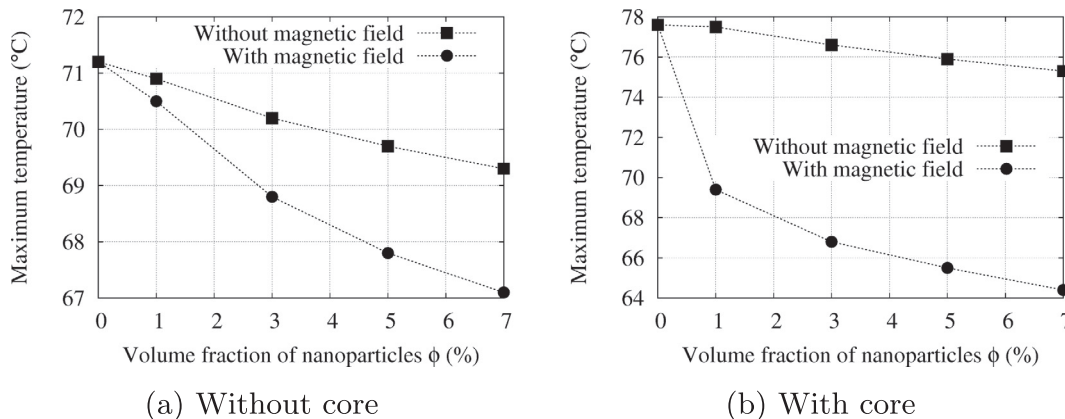 72
71
70
69
68
67
0 1 2 3 4 5 6 7
Maximum temperature (°C)
Without magnetic field
With magnetic field
Volume fraction of nanoparticles ϕ (%)
(a) Without core
78
76
74
72
70
68
66
64
0 1 2 3 4 5 6 7
Maximum temperature (°C)
Without magnetic field
With magnetic field
Volume fraction of nanoparticles ϕ (%)
(b) With core